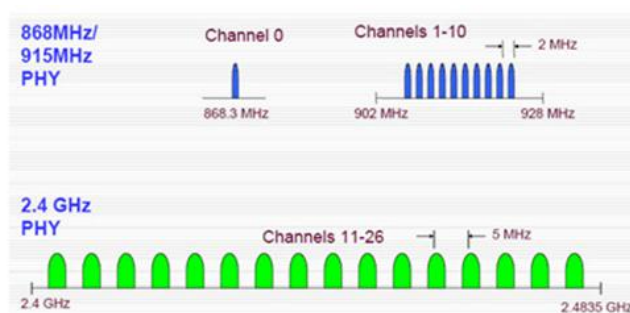 868MHz/
915MHz
PHY
Channel 0
Channels 1-10
2 MHz
868.3 MHz
902 MHz
928 MHz
2.4 GHz
PHY
Channels 11-26
5 MHz
2.4 GHz
2.4835 GHz